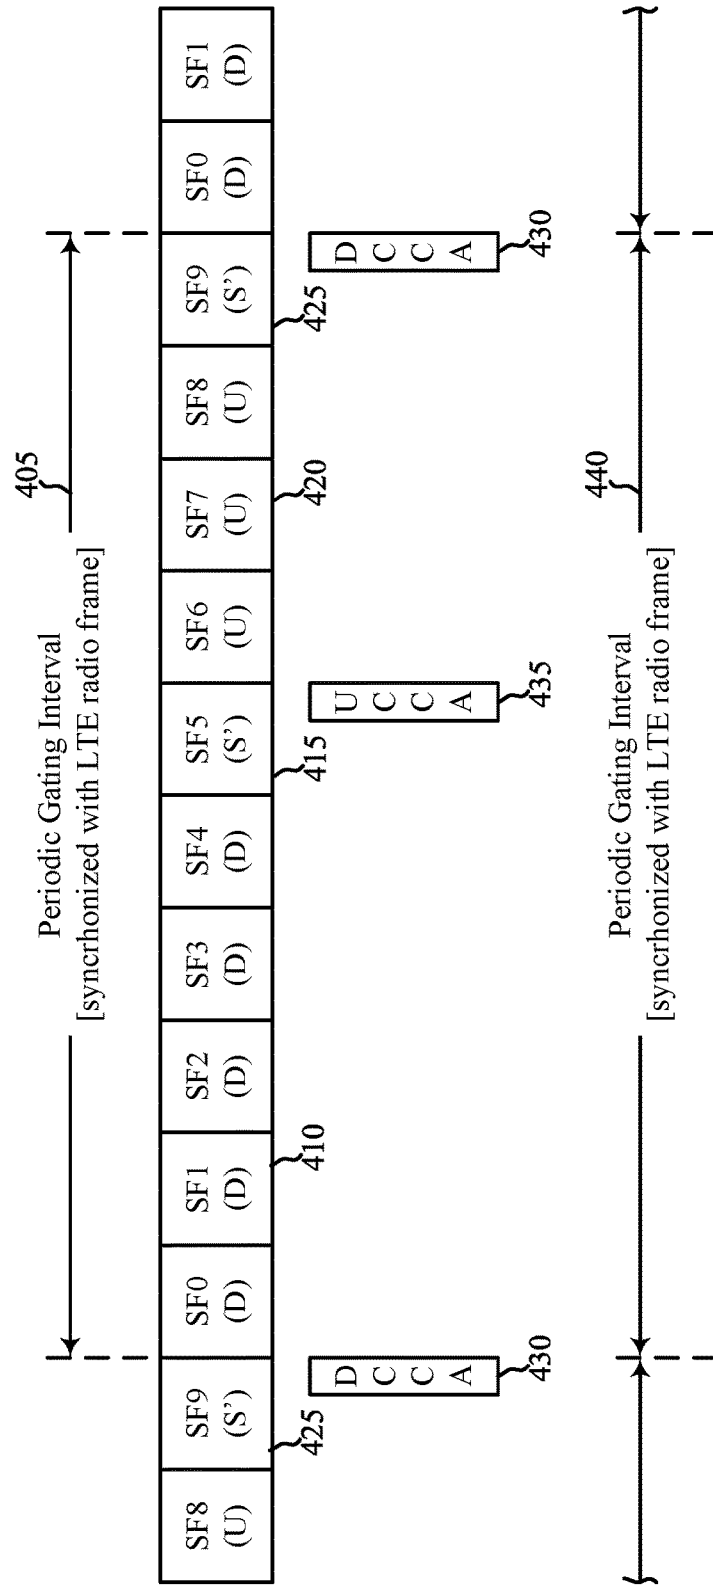 405
Periodic Gating Interval
[syncrhonized with LTE radio frame]
SF8
(U)
SF9
(S')
SF0
(D)
SF1
(D)
SF2
(D)
SF3
(D)
SF4
(D)
SF5
(S')
SF6
(U)
SF7
(U)
SF8
(U)
SF9
(S')
SF0
(D)
SF1
(D)
425
410
415
420
425
D
C
C
A
430
U
C
C
A
435
D
C
C
A
430
440
Periodic Gating Interval
[syncrhonized with LTE radio frame]